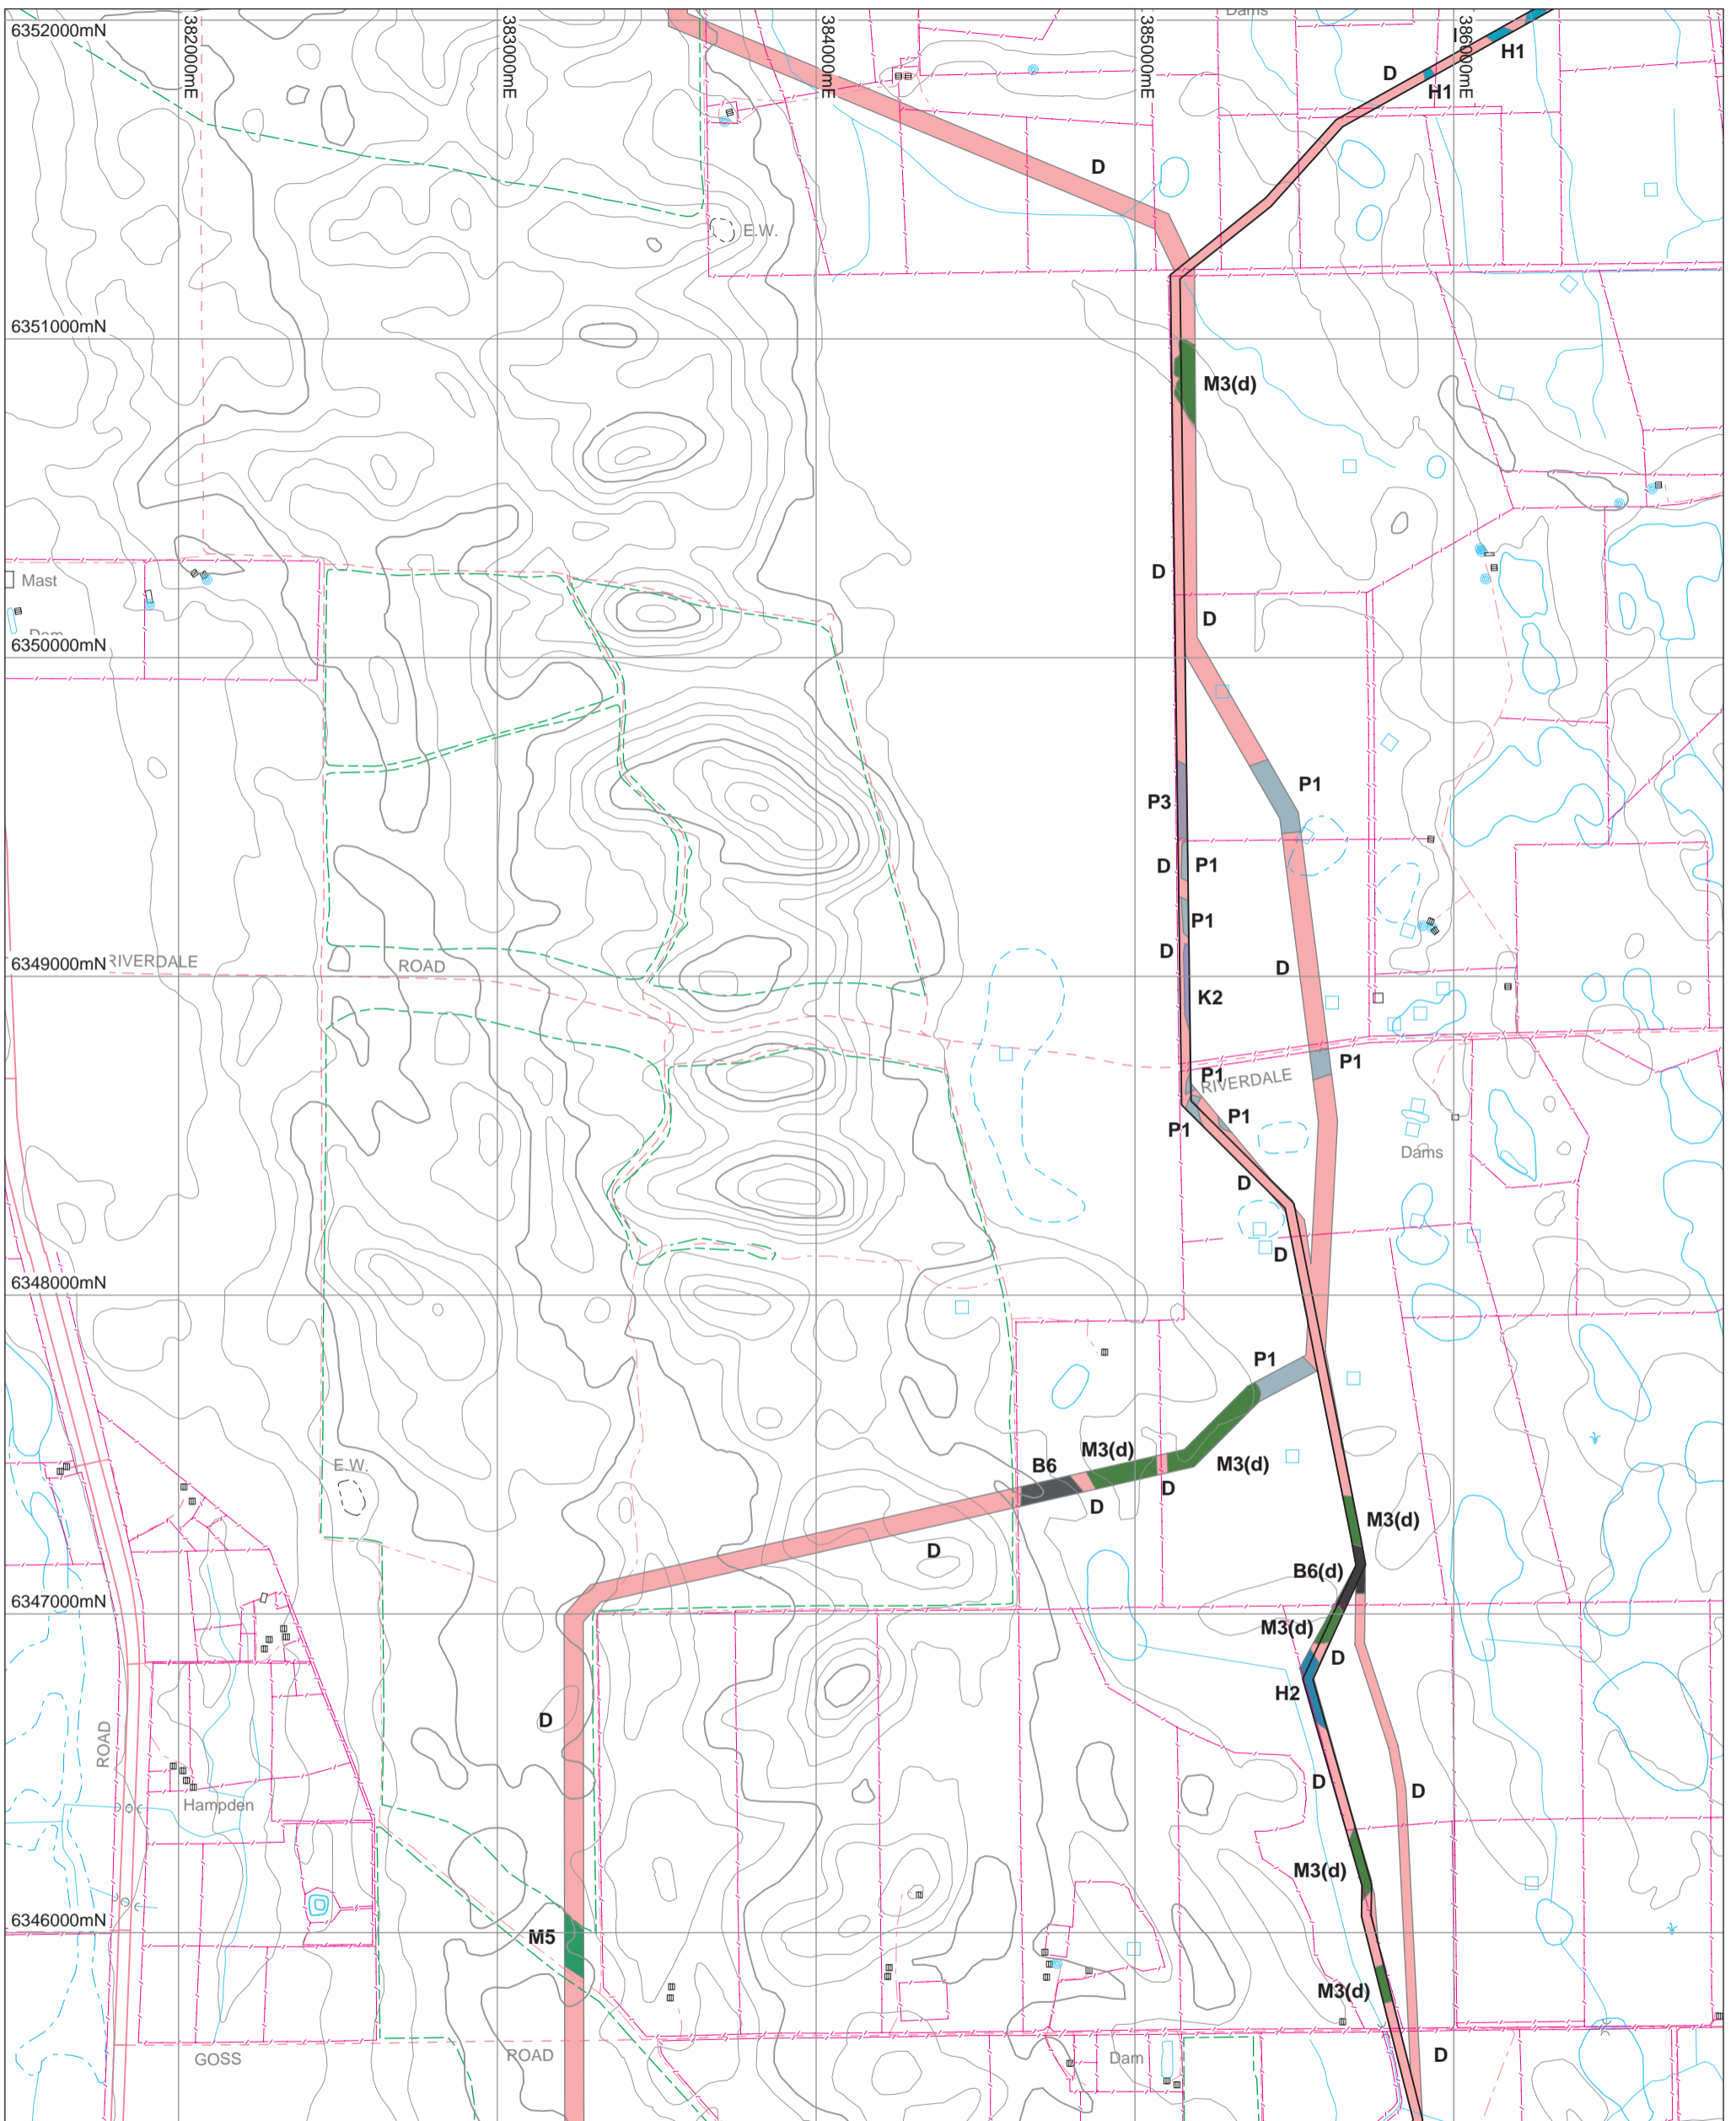 Dams
6352000mN
382000mE
383000mE
384000mE
385000mE
386000mE
H1
D
H1
D
E.W.
6351000mN
M3(d)
D
Mast
Dam
D
6350000mN
P1
P3
D
P1
P1
D
6349000mN
RIVERDALE
ROAD
D
K2
P1
P1
RIVERDALE
P1
P1
Dams
D
D
6348000mN
P1
M3(d)
B6
M3(d)
E.W.
D
D
M3(d)
D
B6(d)
6347000mN
M3(d)
D
H2
D
ROAD
D
D
Hampden
M3(d)
6346000mN
M5
M3(d)
GOSS
ROAD
Dam
D